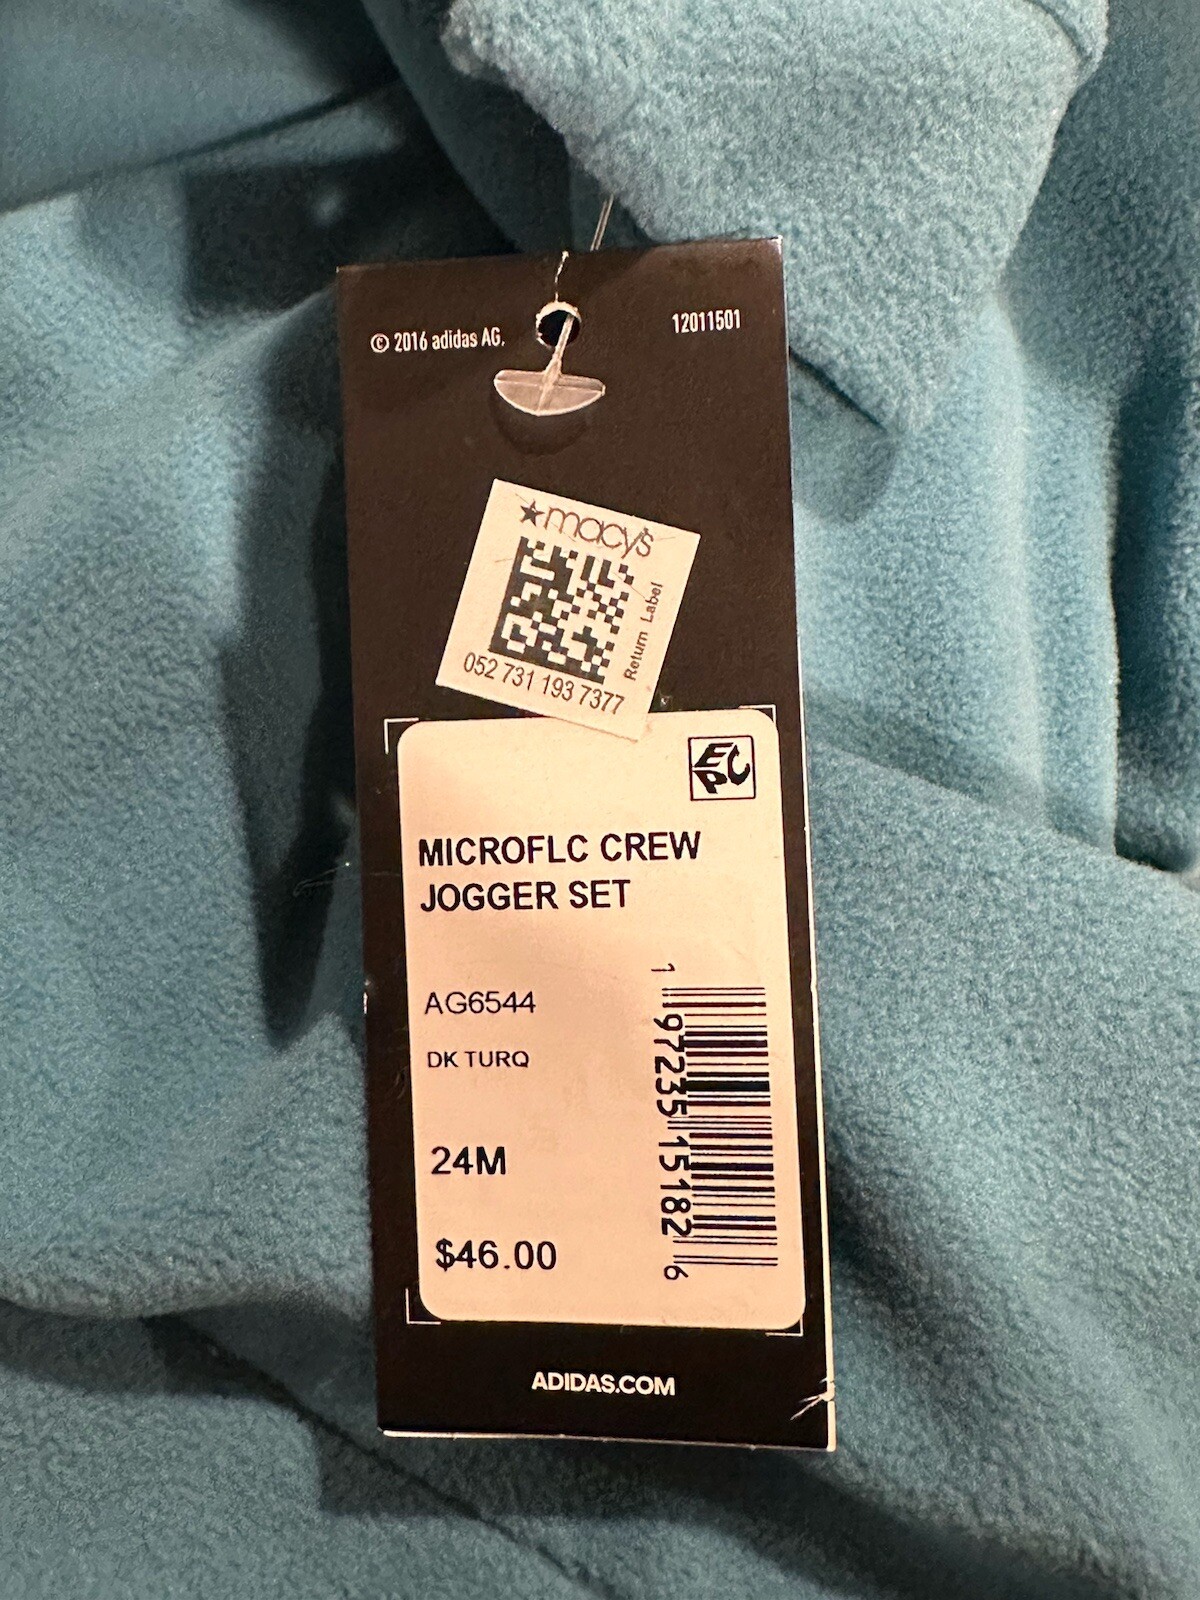 © 2016 adidas AG.
12011501
★macy's
Return Label
052 731 193 7377
EPC
MICROFLC CREW
JOGGER SET
AG6544
DK TURQ
24M
$46.00
1 97235 15182 6
ADIDAS.COM